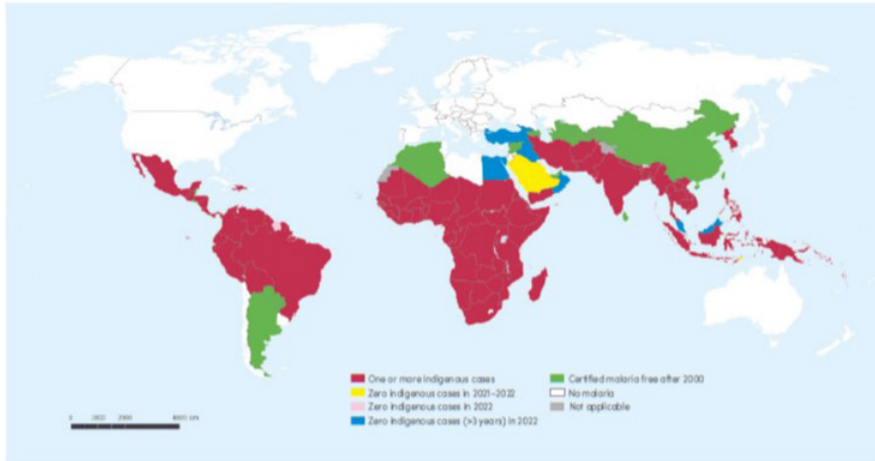 One or more indigenous cases
Zero indigenous cases in 2021–2022
Zero indigenous cases in 2022
Zero indigenous cases (>3 years) in 2022
Certified malaria free after 2000
No malaria
Not applicable
0